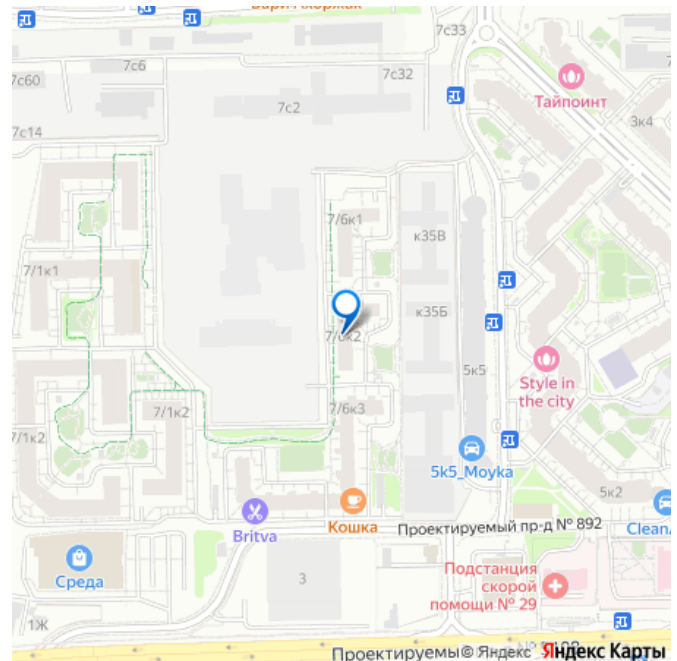 7с33
7с6
7с32
Тайпоинт
7с60
7с2
3к4
7с14
7/6к1
к35В
7/1к1
к35Б
7/6к2
5к5
Style in
the city
7/1к2
7/6к3
7/1к2
5k5_Moyka
5к2
Britva
Кошка
Проектируемый пр-д № 892
Среда
3
Подстанция
скорой
помощи № 29
1Ж
Проектируемы© Яндекс Яндекс Карты